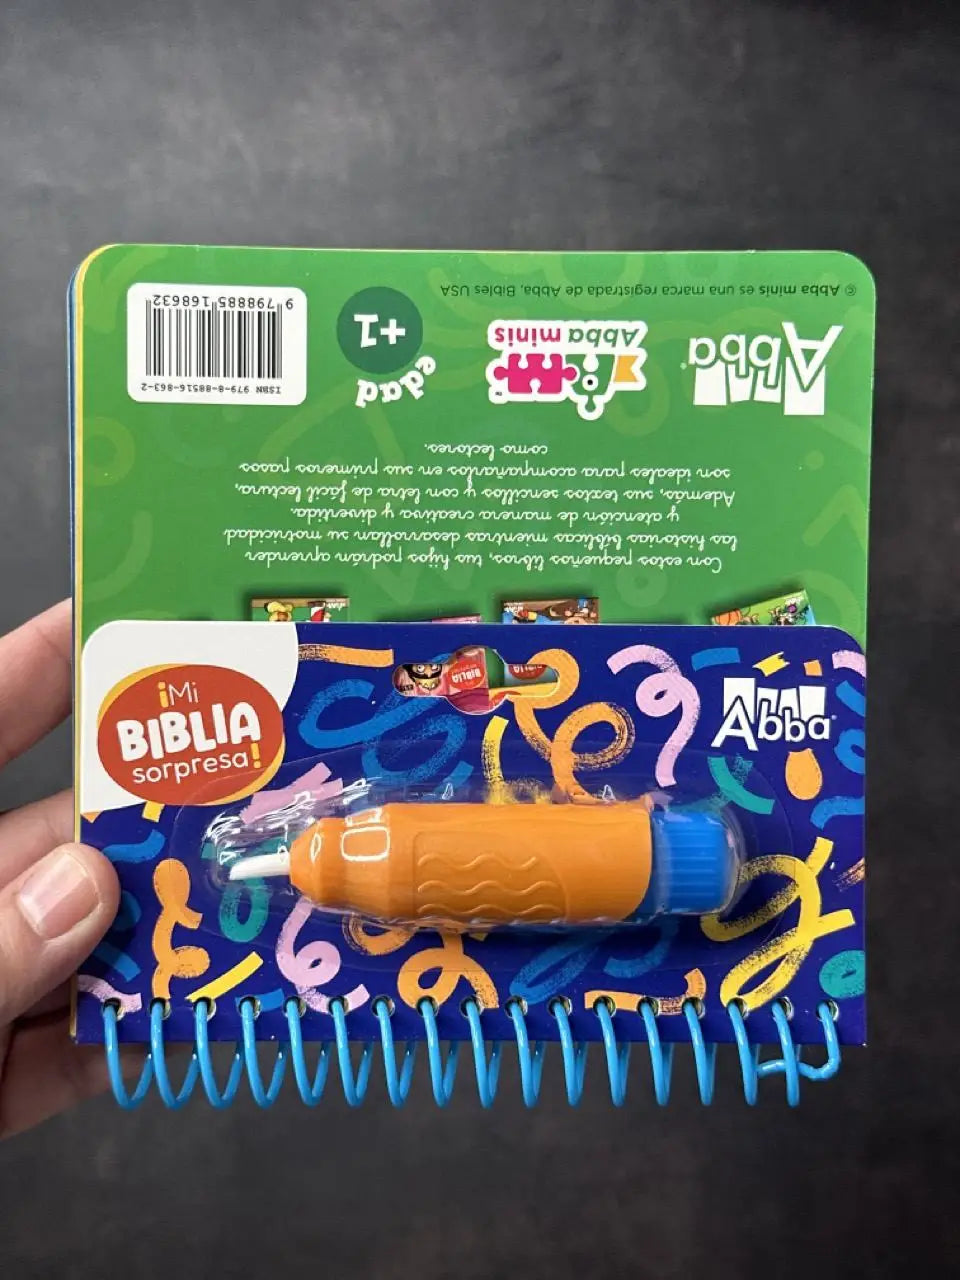 © Abba minis es una marca registrada de Abba, Bibles USA
Abba®
Abba minis™
edad
+1
ISBN 979-8-88516-863-2
9 798885 168632
Con estos pequeños libros, tus hijos podrán aprender
las historias bíblicas mientras desarrollan su motricidad
y atención de manera creativa y divertida.
Además, sus textos sencillos y con letra de fácil lectura,
son ideales para acompañarlos en sus primeros pasos
como lectores.
¡Mi
BIBLIA
sorpresa!
Abba®
BIBLIA